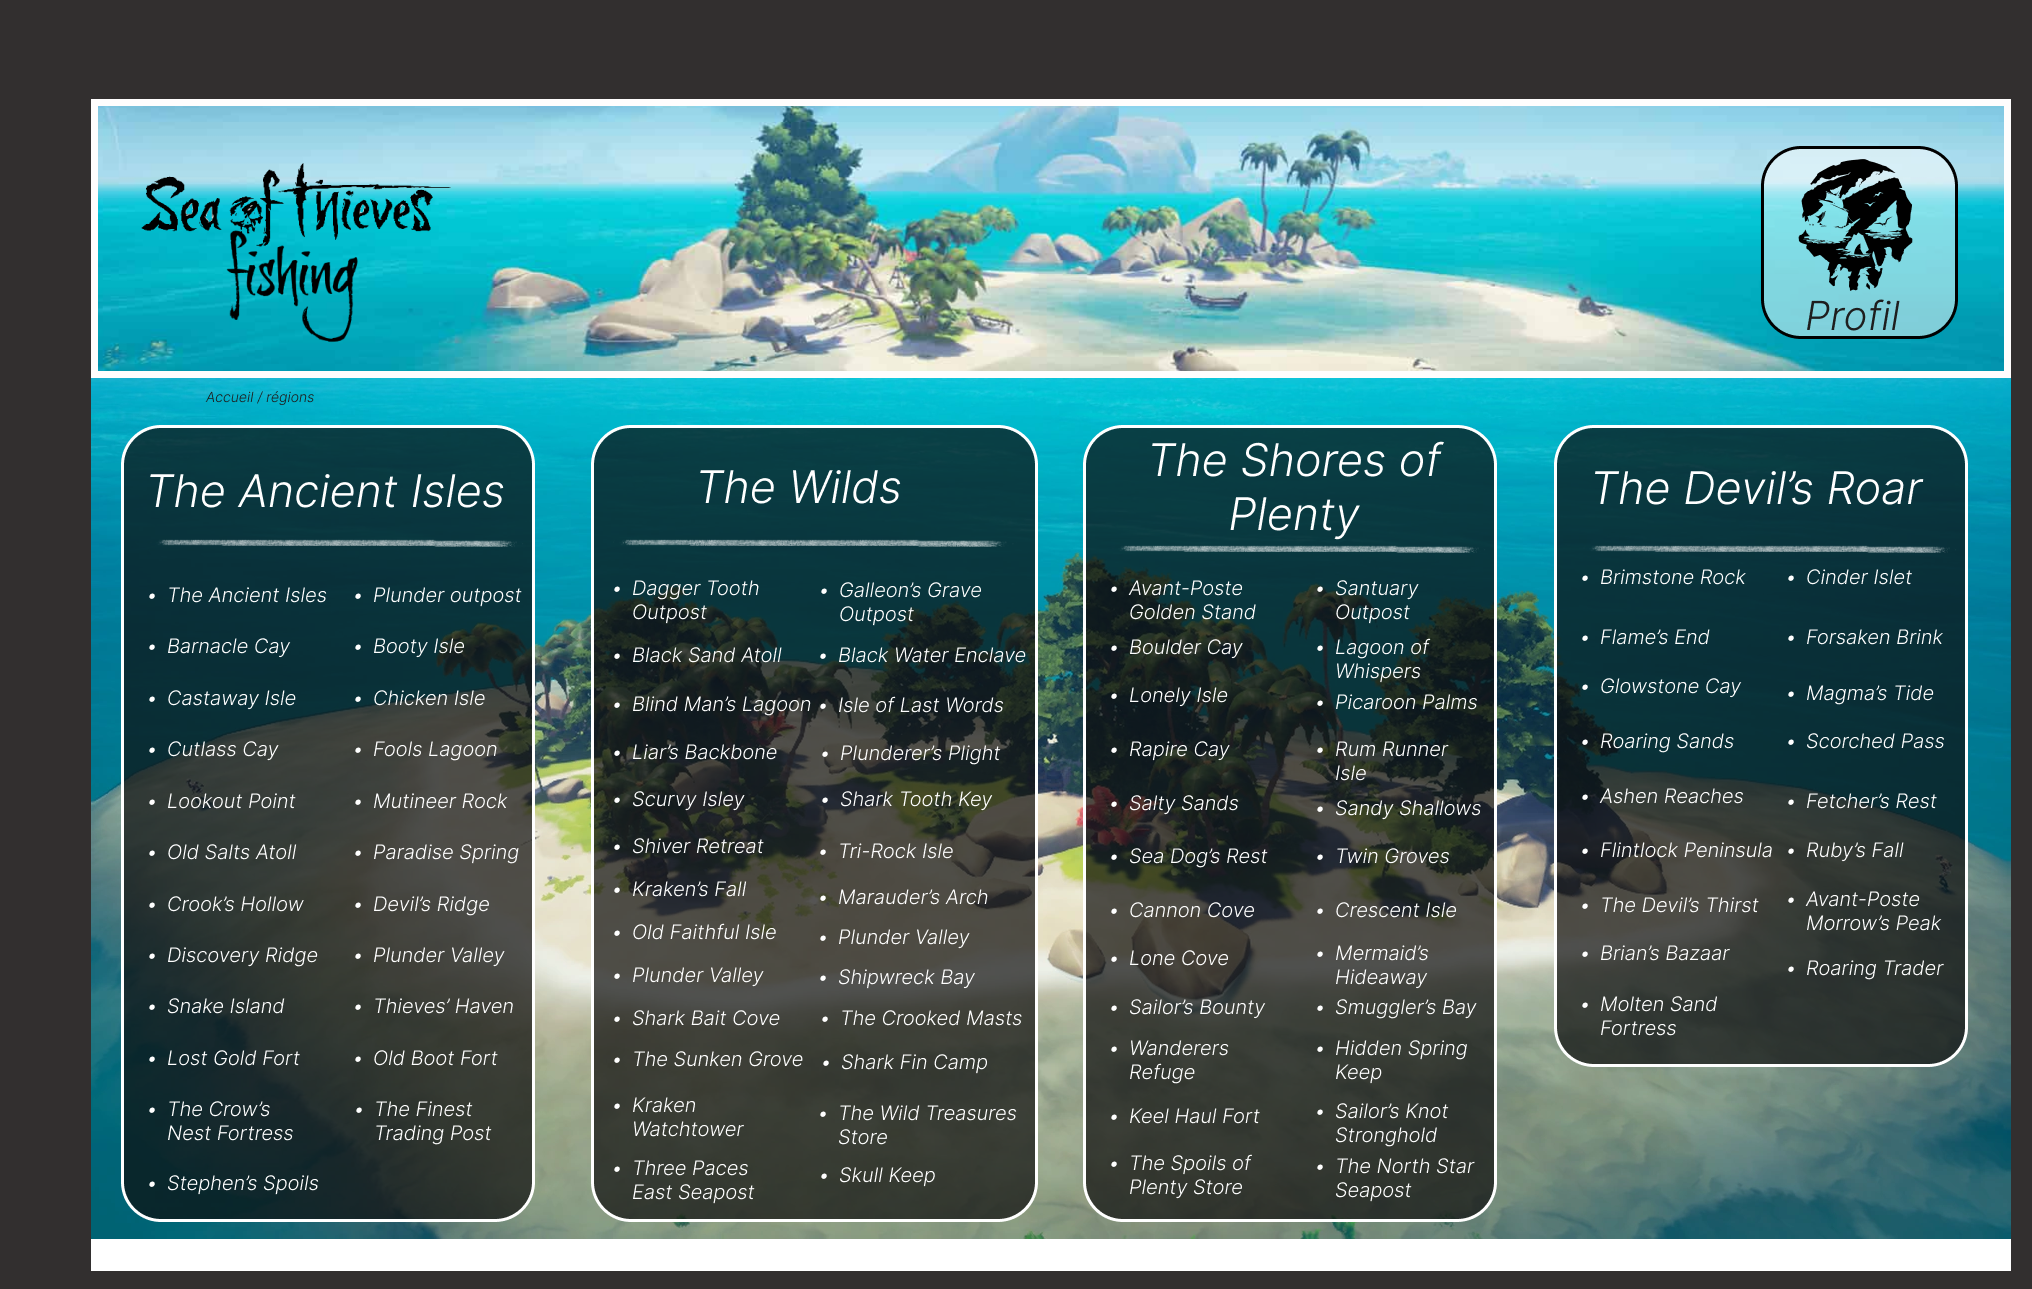 Sea of Thieves
fishing
Profil
Accueil / régions
The Ancient Isles
The Ancient Isles
Barnacle Cay
Castaway Isle
Cutlass Cay
Lookout Point
Old Salts Atoll
Crook’s Hollow
Discovery Ridge
Snake Island
Lost Gold Fort
The Crow’s
Nest Fortress
Stephen’s Spoils
Plunder outpost
Booty Isle
Chicken Isle
Fools Lagoon
Mutineer Rock
Paradise Spring
Devil’s Ridge
Plunder Valley
Thieves’ Haven
Old Boot Fort
The Finest
Trading Post
The Wilds
Dagger Tooth
Outpost
Black Sand Atoll
Blind Man’s Lagoon
Liar’s Backbone
Scurvy Isley
Shiver Retreat
Kraken’s Fall
Old Faithful Isle
Plunder Valley
Shark Bait Cove
The Sunken Grove
Kraken
Watchtower
Three Paces
East Seapost
Galleon’s Grave
Outpost
Black Water Enclave
Isle of Last Words
Plunderer’s Plight
Shark Tooth Key
Tri-Rock Isle
Marauder’s Arch
Plunder Valley
Shipwreck Bay
The Crooked Masts
Shark Fin Camp
The Wild Treasures
Store
Skull Keep
The Shores of
Plenty
Avant-Poste
Golden Stand
Boulder Cay
Lonely Isle
Rapire Cay
Salty Sands
Sea Dog’s Rest
Cannon Cove
Lone Cove
Sailor’s Bounty
Wanderers
Refuge
Keel Haul Fort
The Spoils of
Plenty Store
Santuary
Outpost
Lagoon of
Whispers
Picaroon Palms
Rum Runner
Isle
Sandy Shallows
Twin Groves
Crescent Isle
Mermaid’s
Hideaway
Smuggler’s Bay
Hidden Spring
Keep
Sailor’s Knot
Stronghold
The North Star
Seapost
The Devil’s Roar
Brimstone Rock
Flame’s End
Glowstone Cay
Roaring Sands
Ashen Reaches
Flintlock Peninsula
The Devil’s Thirst
Brian’s Bazaar
Molten Sand
Fortress
Cinder Islet
Forsaken Brink
Magma’s Tide
Scorched Pass
Fetcher’s Rest
Ruby’s Fall
Avant-Poste
Morrow’s Peak
Roaring Trader